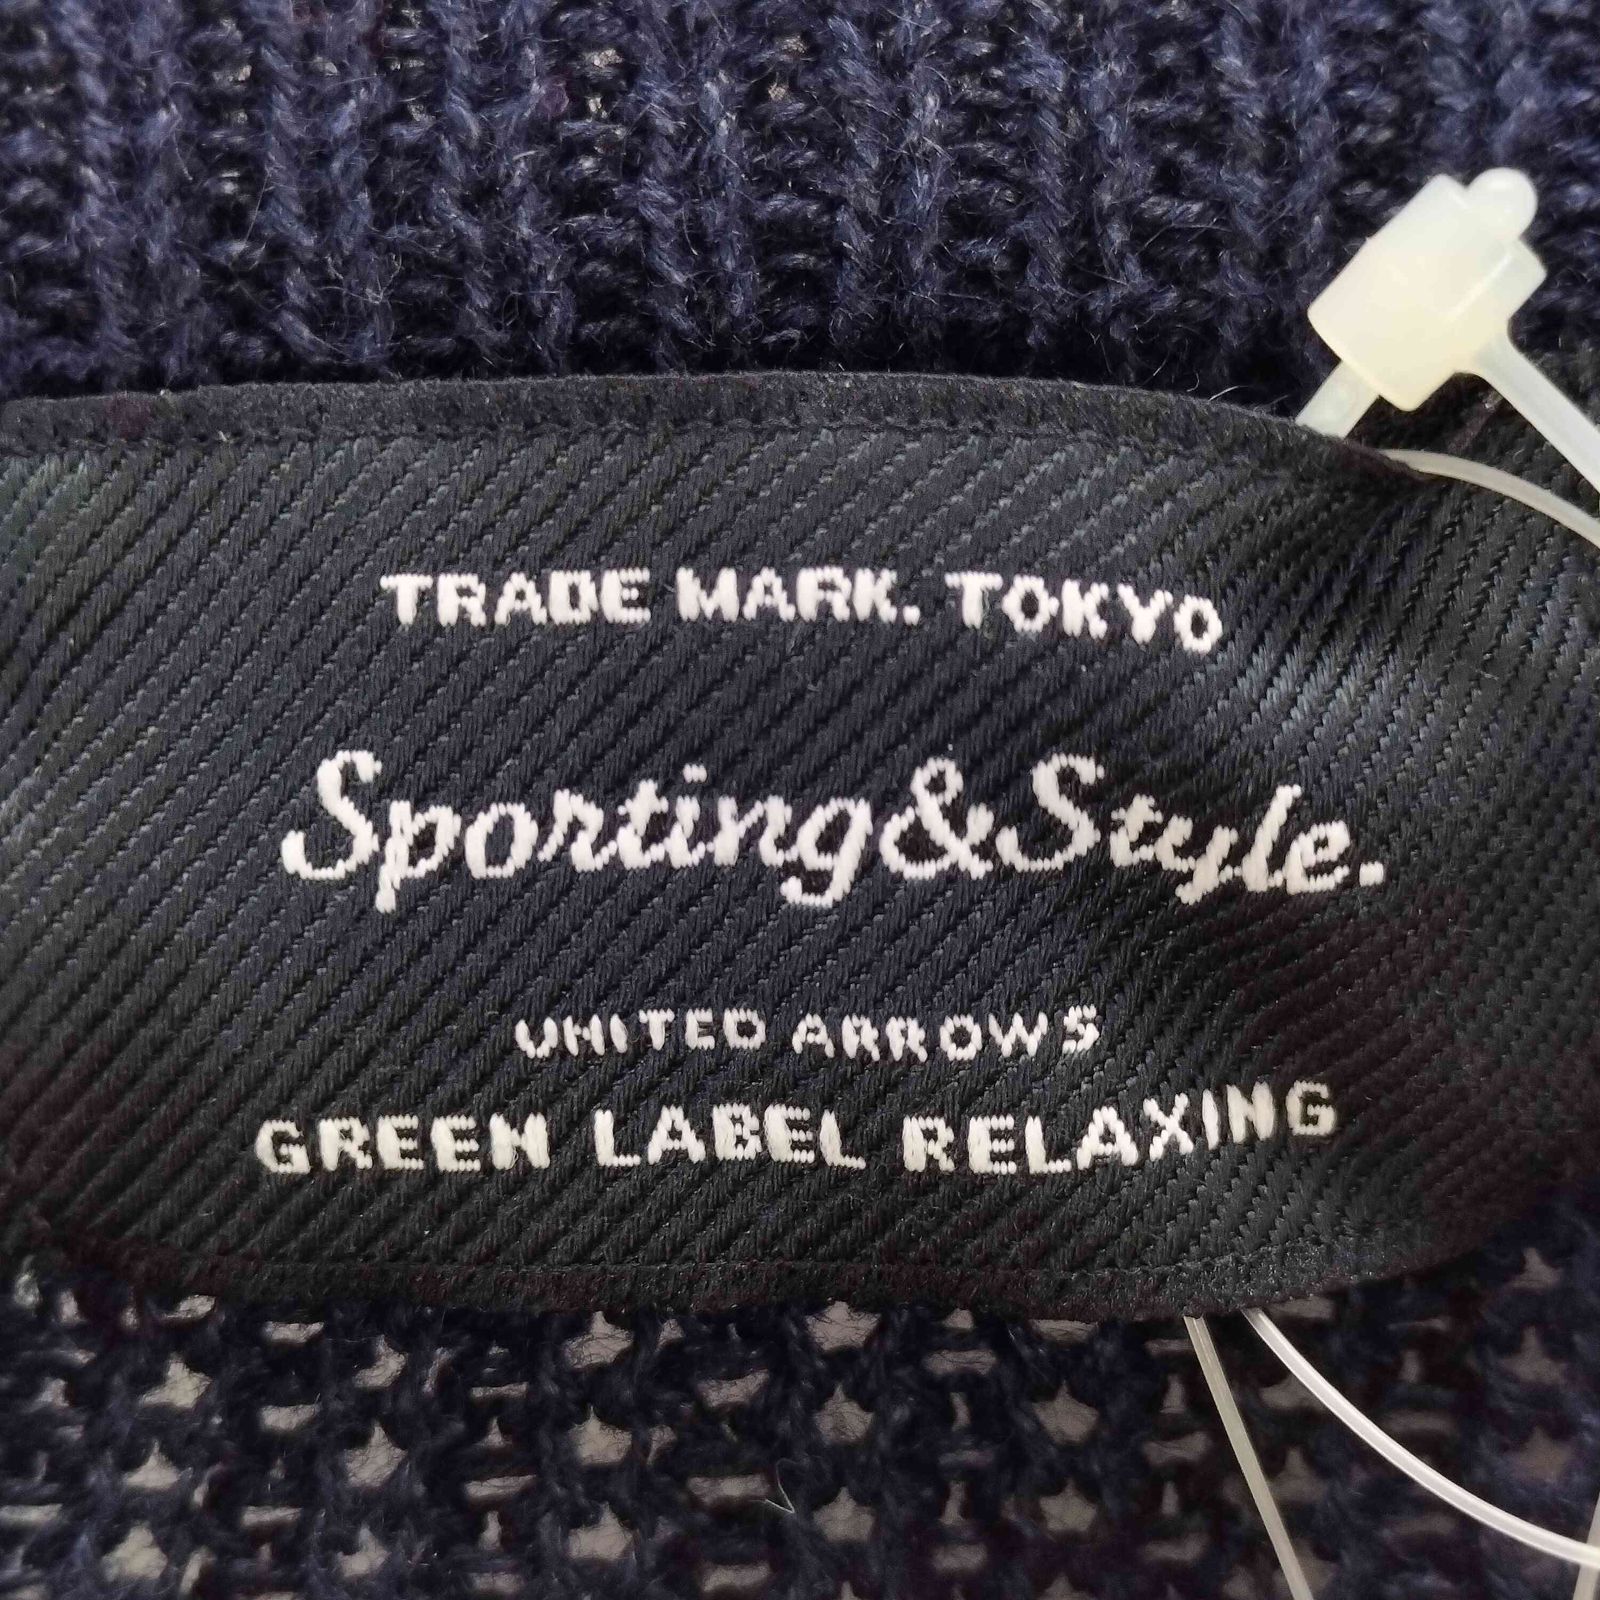 TRADE MARK. TOKYO
Sporting&Style.
UNITED ARROWS
GREEN LABEL RELAXING